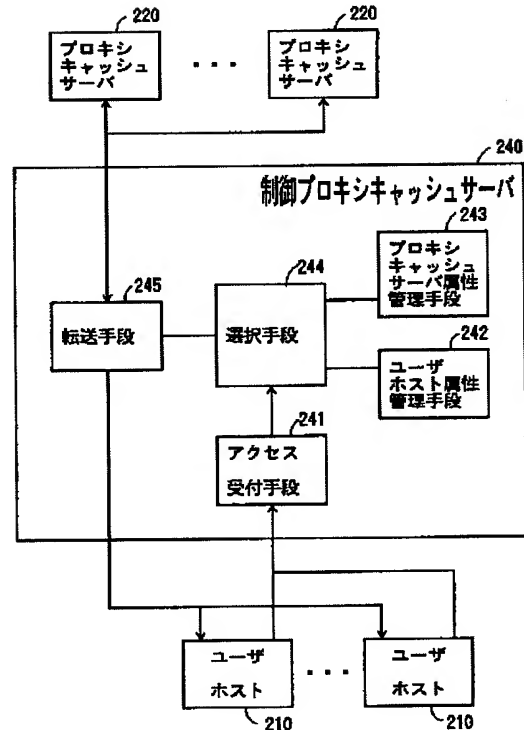 220
プロキシ
キャッシュ
サーバ
・・・
220
プロキシ
キャッシュ
サーバ
240
制御プロキシキャッシュサーバ
243
プロキシ
キャッシュ
サーバ属性
管理手段
245
転送手段
244
選択手段
242
ユーザ
ホスト属性
管理手段
241
アクセス
受付手段
ユーザ
ホスト
210
・・・
ユーザ
ホスト
210